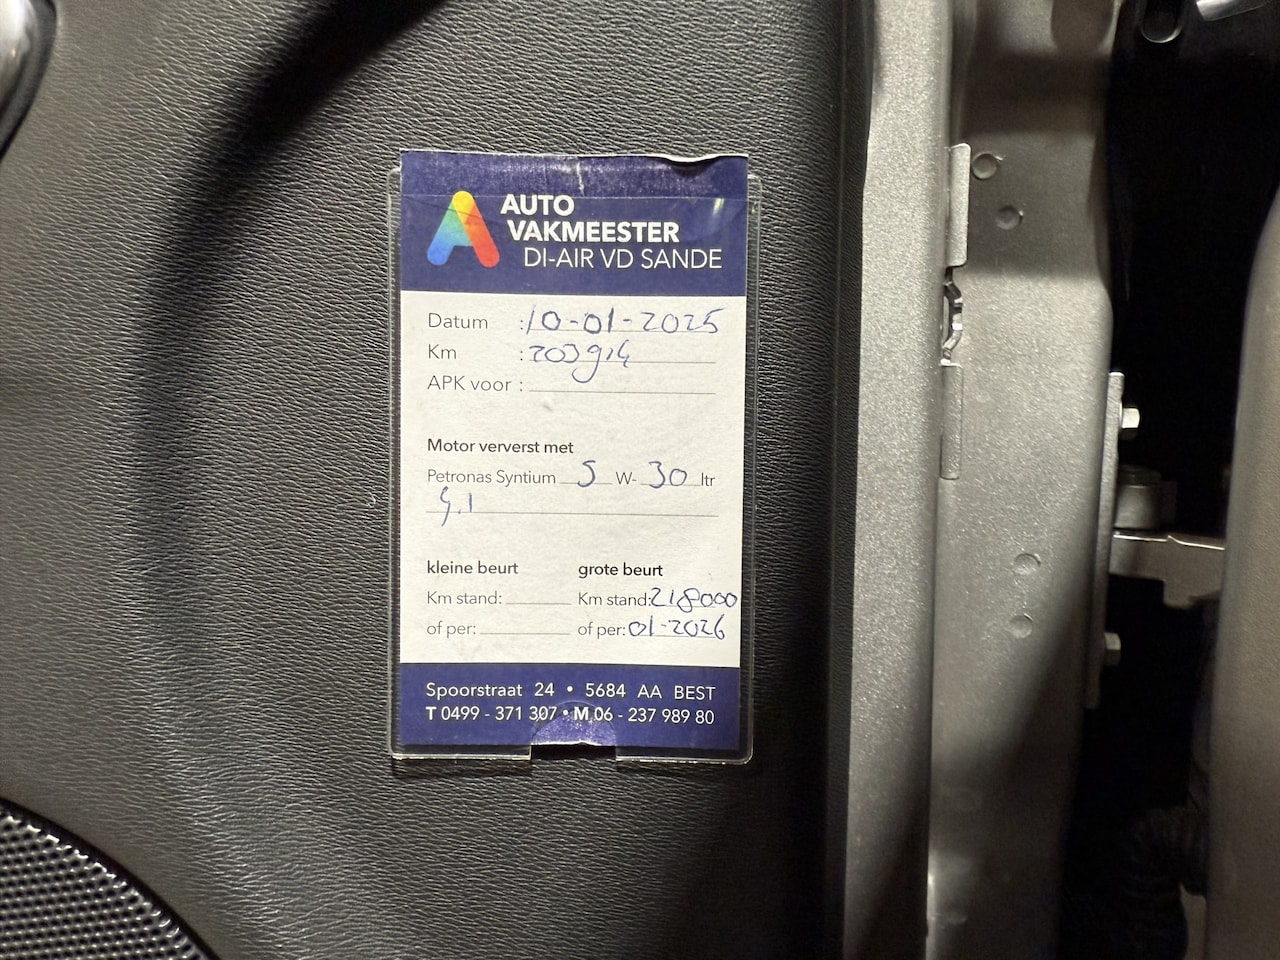 AUTO
VAKMEESTER
DI-AIR VD SANDE
Datum : 10-01-2025
Km : 203914
APK voor :
Motor ververst met
Petronas Syntium 5 W- 30 ltr
4.1
kleine beurt grote beurt
Km stand: Km stand: 218000
of per: of per: 01-2026
Spoorstraat 24 • 5684 AA BEST
T 0499 - 371 307 • M 06 - 237 989 80